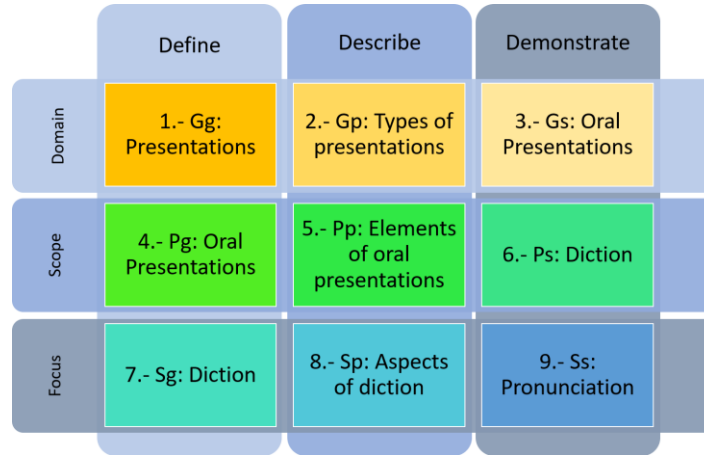 Define
Describe
Demonstrate
Domain
1.- Gg:
Presentations
2.- Gp: Types of
presentations
3.- Gs: Oral
Presentations
Scope
4.- Pg: Oral
Presentations
5.- Pp: Elements
of oral
presentations
6.- Ps: Diction
Focus
7.- Sg: Diction
8.- Sp: Aspects
of diction
9.- Ss:
Pronunciation